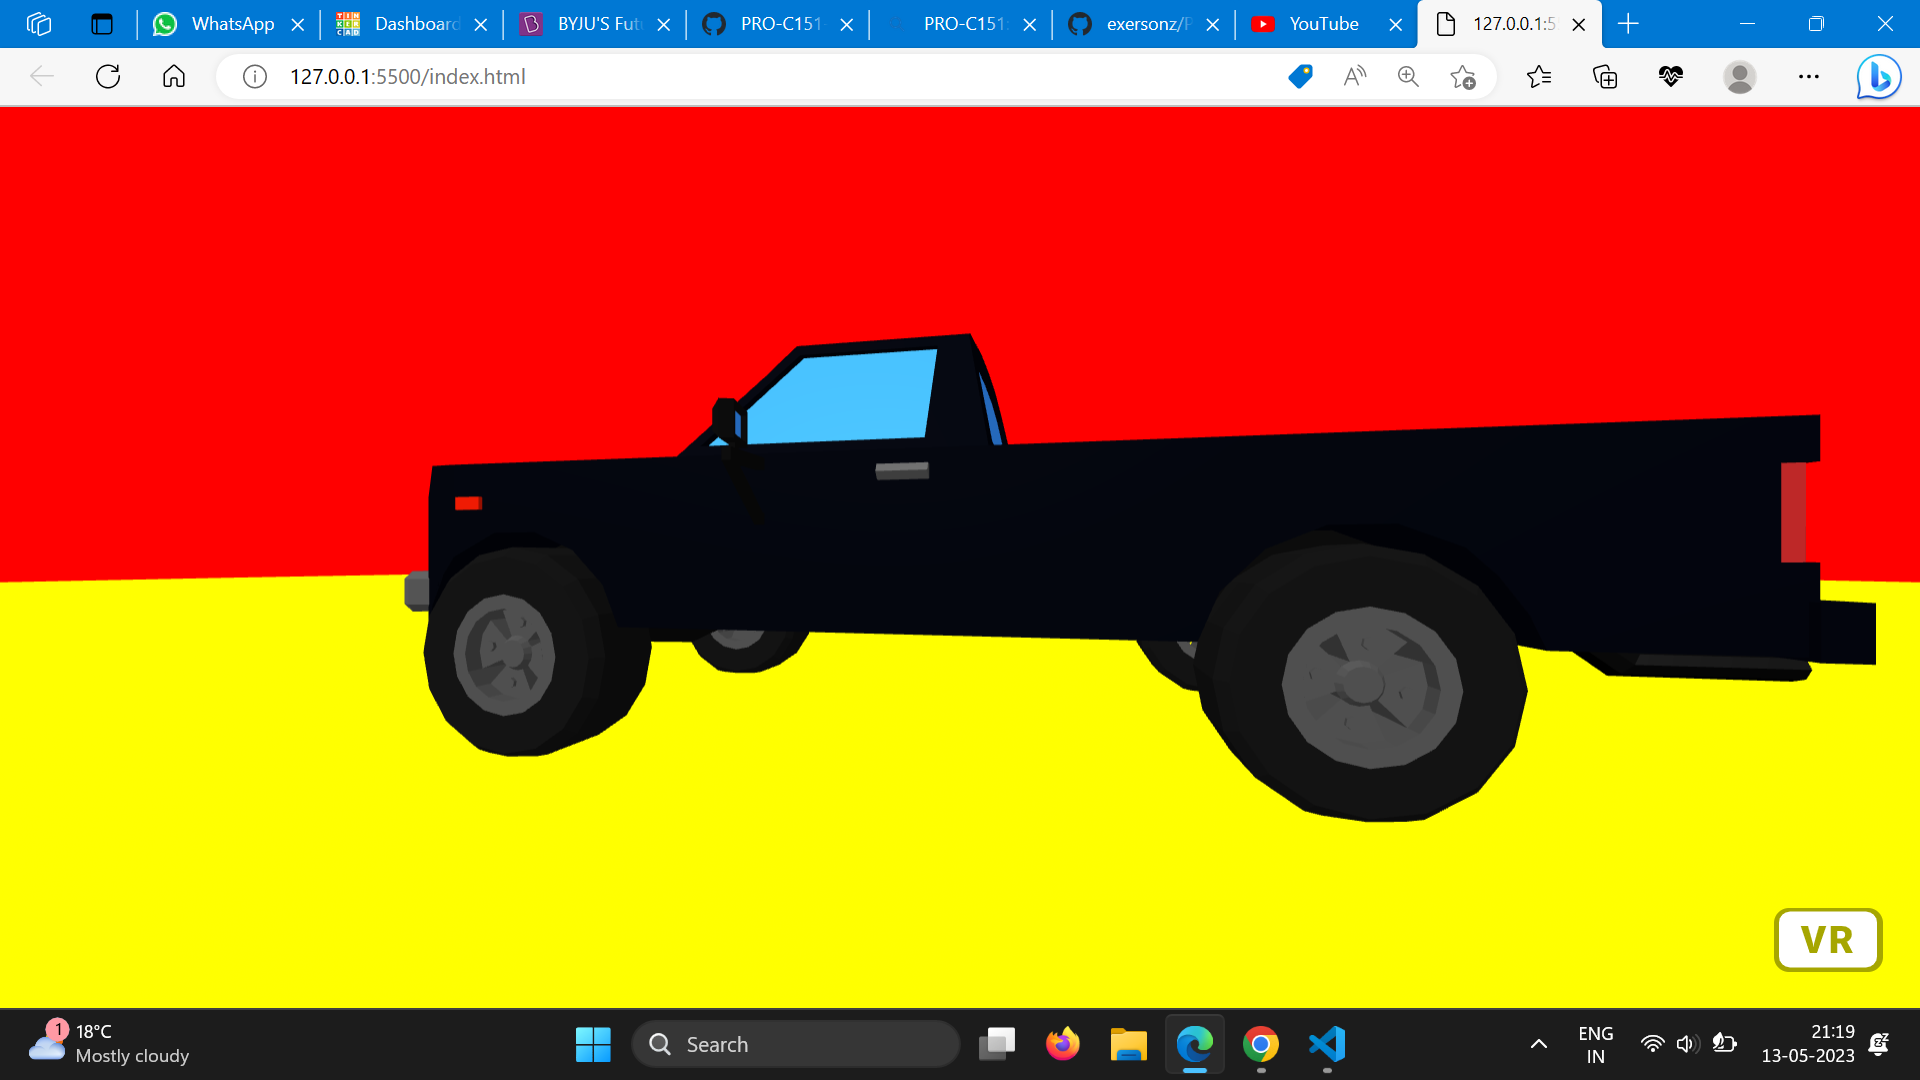 WhatsApp
Dashboard
BYJU'S Fut
PRO-C151
PRO-C151
exersonz/P
YouTube
127.0.0.1:5
127.0.0.1:5500/index.html
VR
1
18°C
Mostly cloudy
Search
ENG
IN
21:19
13-05-2023